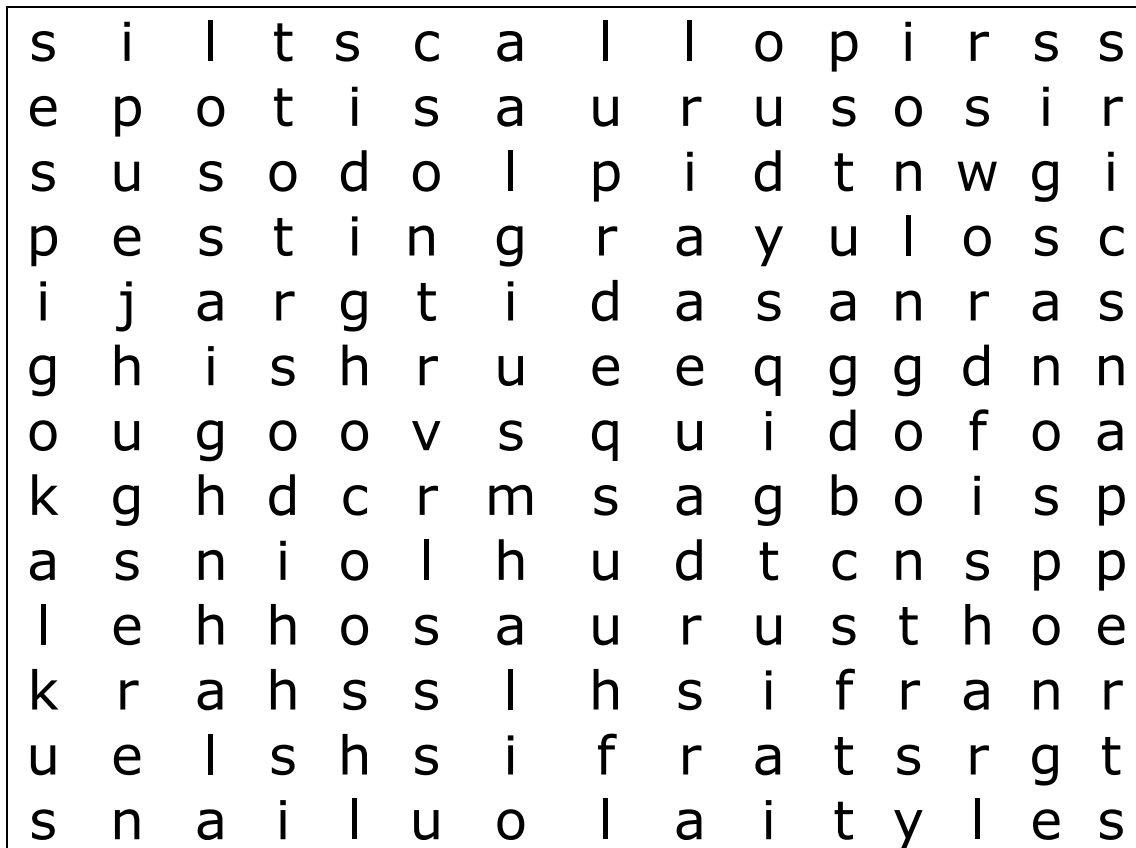 s i l t s c a l l o p i r s s
e p o t i s a u r u s o s i r
s u s o d o l p i d t n w g i
p e s t i n g r a y u l o s c
i j a r g t i d a s a n r a s
g h i s h r u e e q g g d n n
o u g o o v s q u i d o f o a
k g h d c r m s a g b o i s p
a s n i o l h u d t c n s p p
l e h h o s a u r u s t h o e
k r a h s s l h s i f r a n r
u e l s h s i f r a t s r g t
s n a i l u o l a i t y l e s